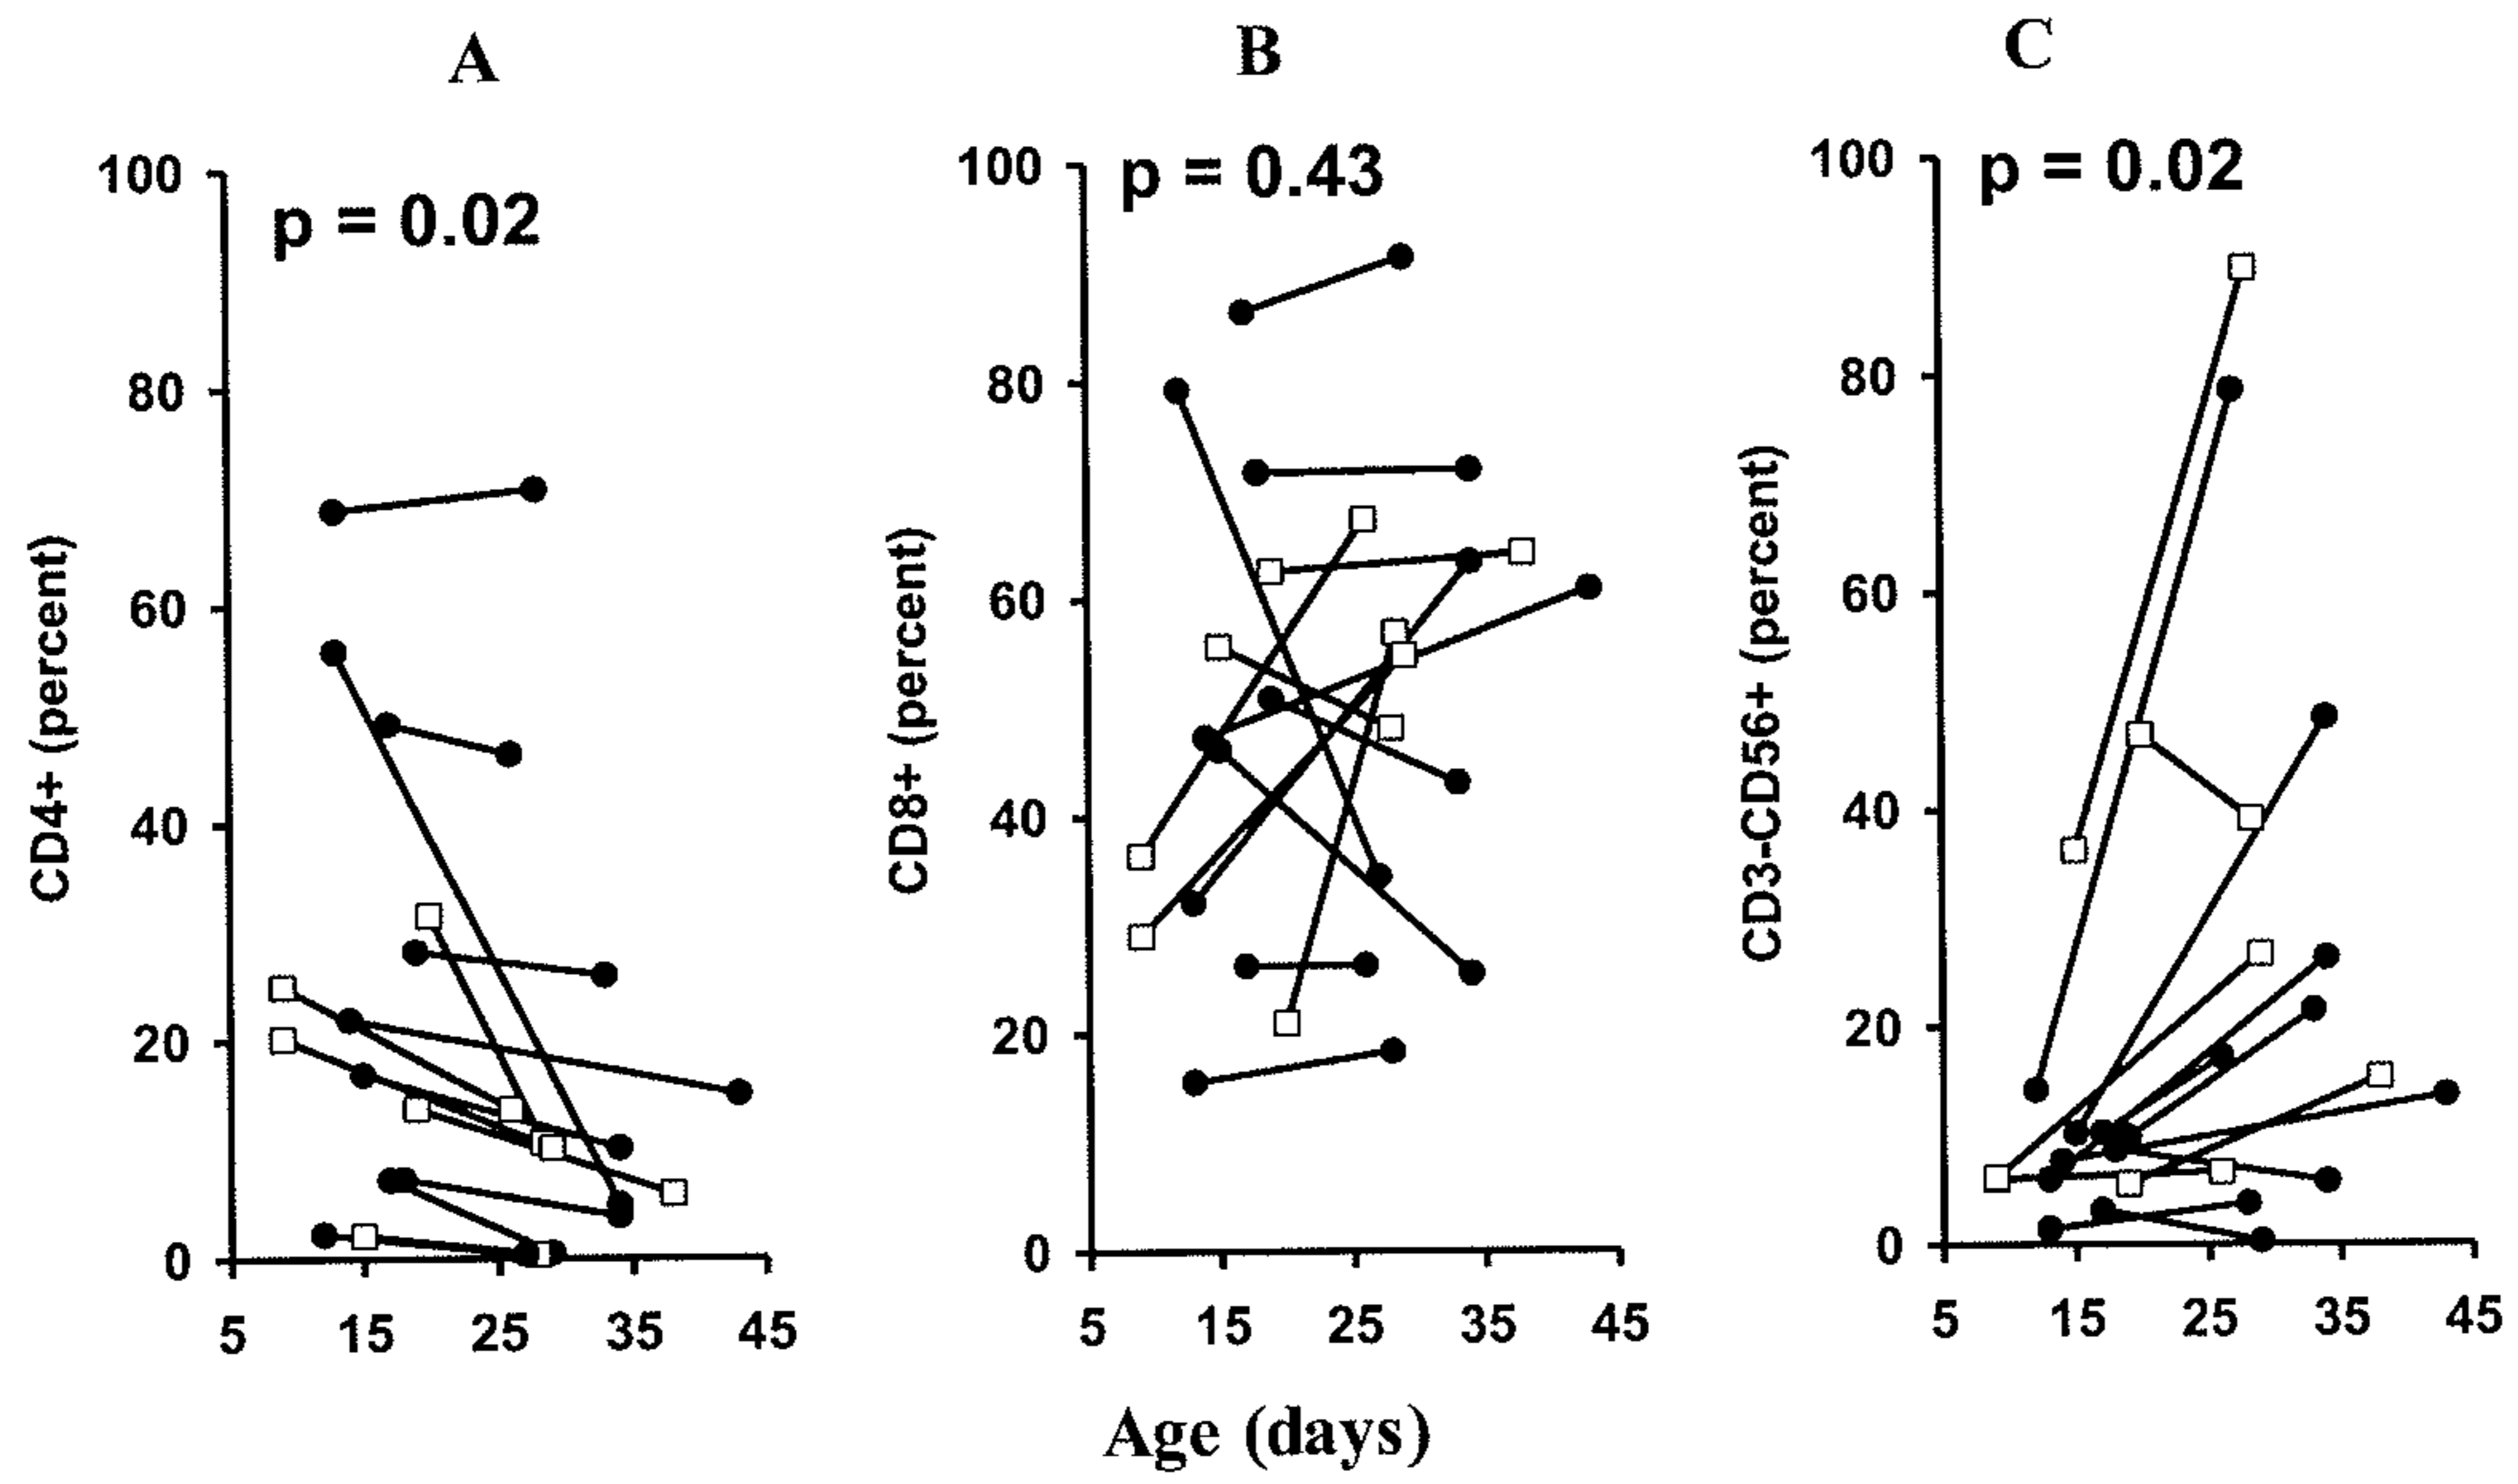 A
p = 0.02
100
80
60
40
20
0
CD4+ (percent)
5 15 25 35 45
B
p = 0.43
100
80
60
40
20
0
CD8+ (percent)
5 15 25 35 45
C
p = 0.02
100
80
60
40
20
0
CD3-CD56+ (percent)
5 15 25 35 45
Age (days)